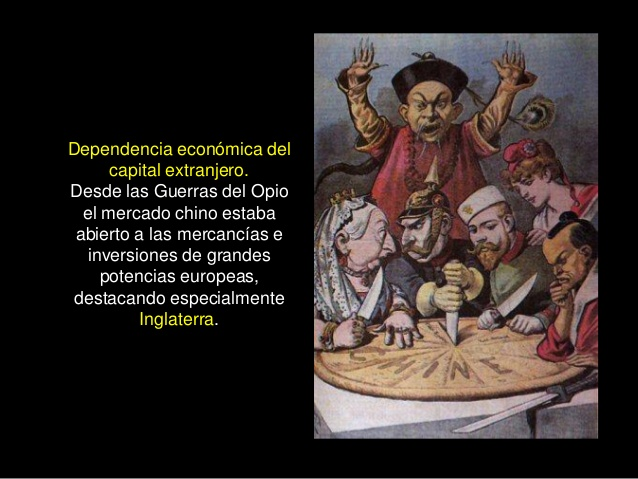 Dependencia económica del
capital extranjero.
Desde las Guerras del Opio
el mercado chino estaba
abierto a las mercancías e
inversiones de grandes
potencias europeas,
destacando especialmente
Inglaterra.
CHINE